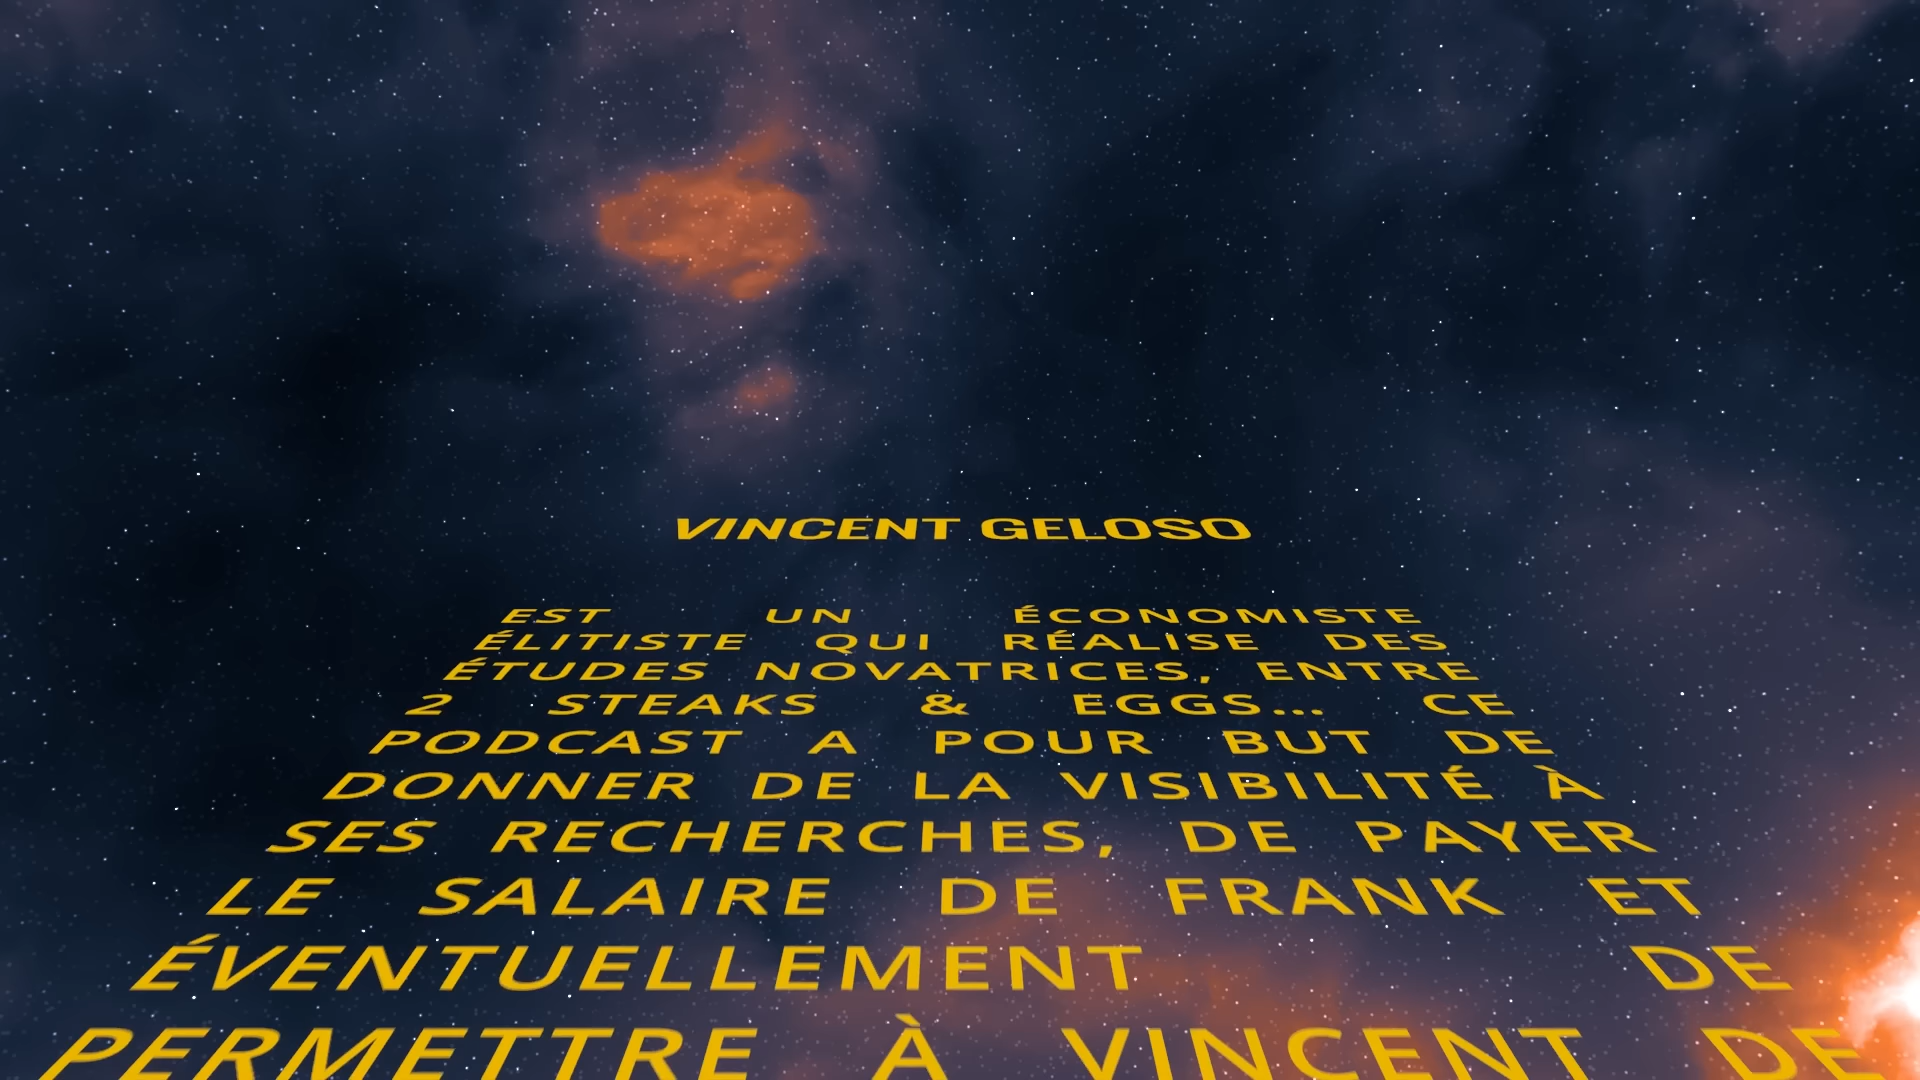 VINCENT GELOSO
EST UN ÉCONOMISTE
ÉLITISTE QUI RÉALISE DES
ÉTUDES NOVATRICES, ENTRE
2 STEAKS & EGGS... CE
PODCAST A POUR BUT DE
DONNER DE LA VISIBILITÉ À
SES RECHERCHES, DE PAYER
LE SALAIRE DE FRANK ET
ÉVENTUELLEMENT DE
PERMETTRE À VINCENT DE